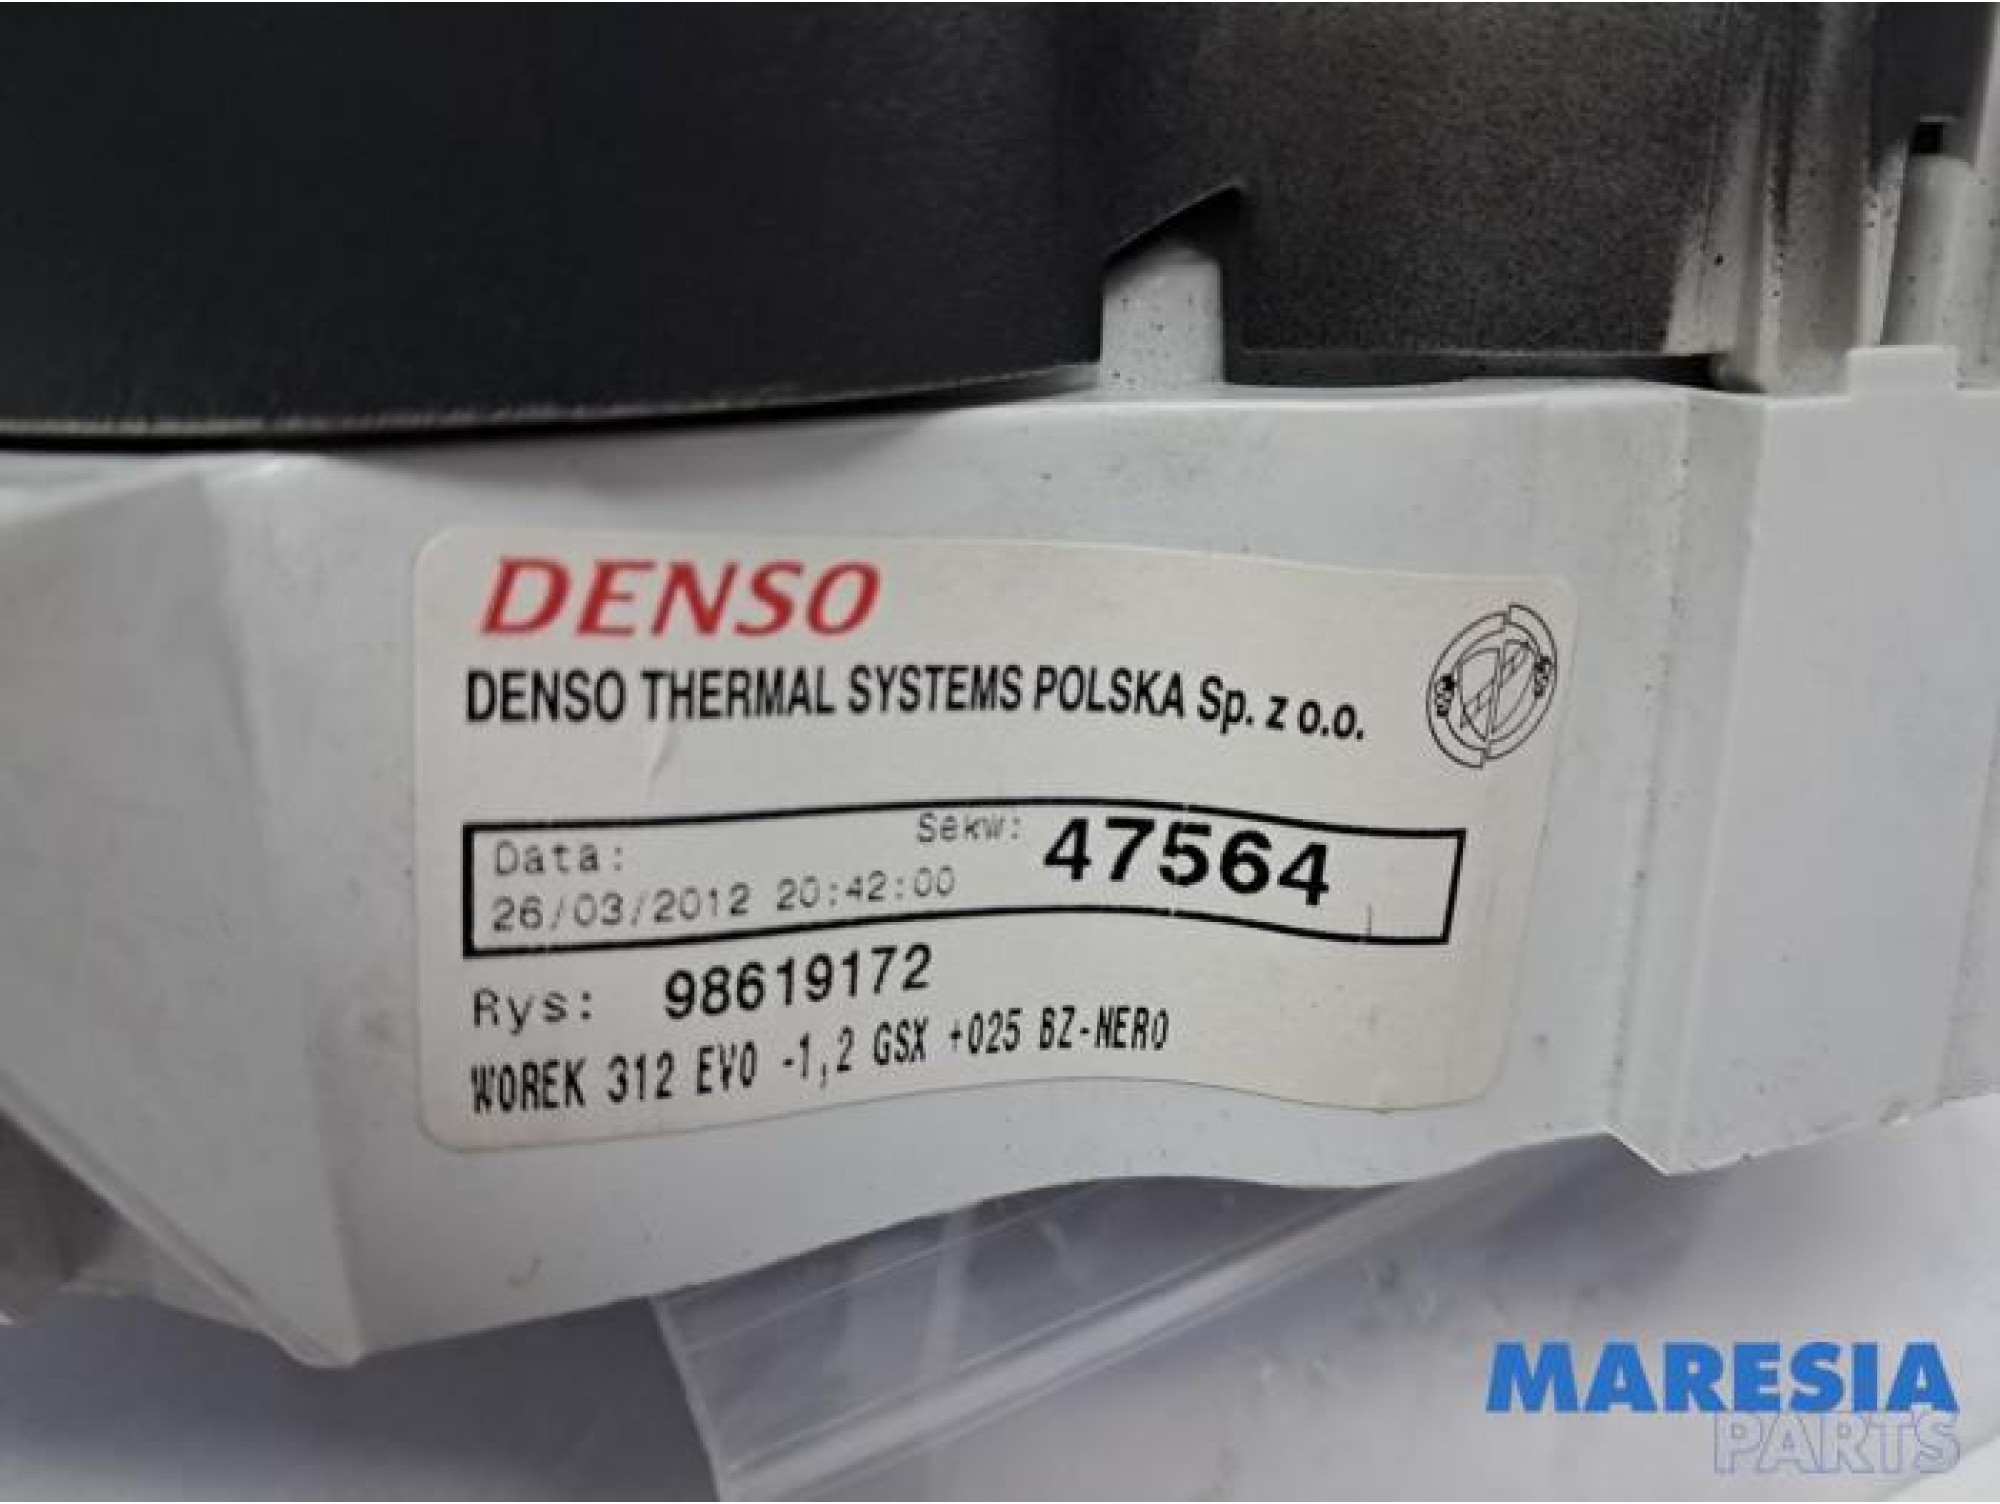 DENSO
DENSO THERMAL SYSTEMS POLSKA Sp. z o.o.
Data:
Sekw: 47564
26/03/2012 20:42:00
Rys: 98619172
WOREK 312 EVO -1,2 GSX +025 BZ-NERO
MARESIA
PARTS